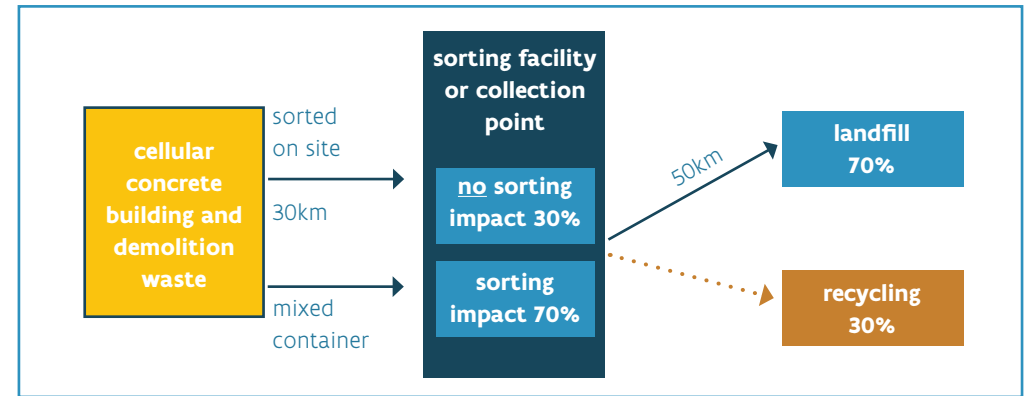 cellular
concrete
building and
demolition
waste
sorted
on site
30km
mixed
container
sorting facility
or collection
point
no sorting
impact 30%
sorting
impact 70%
50km
landfill
70%
recycling
30%